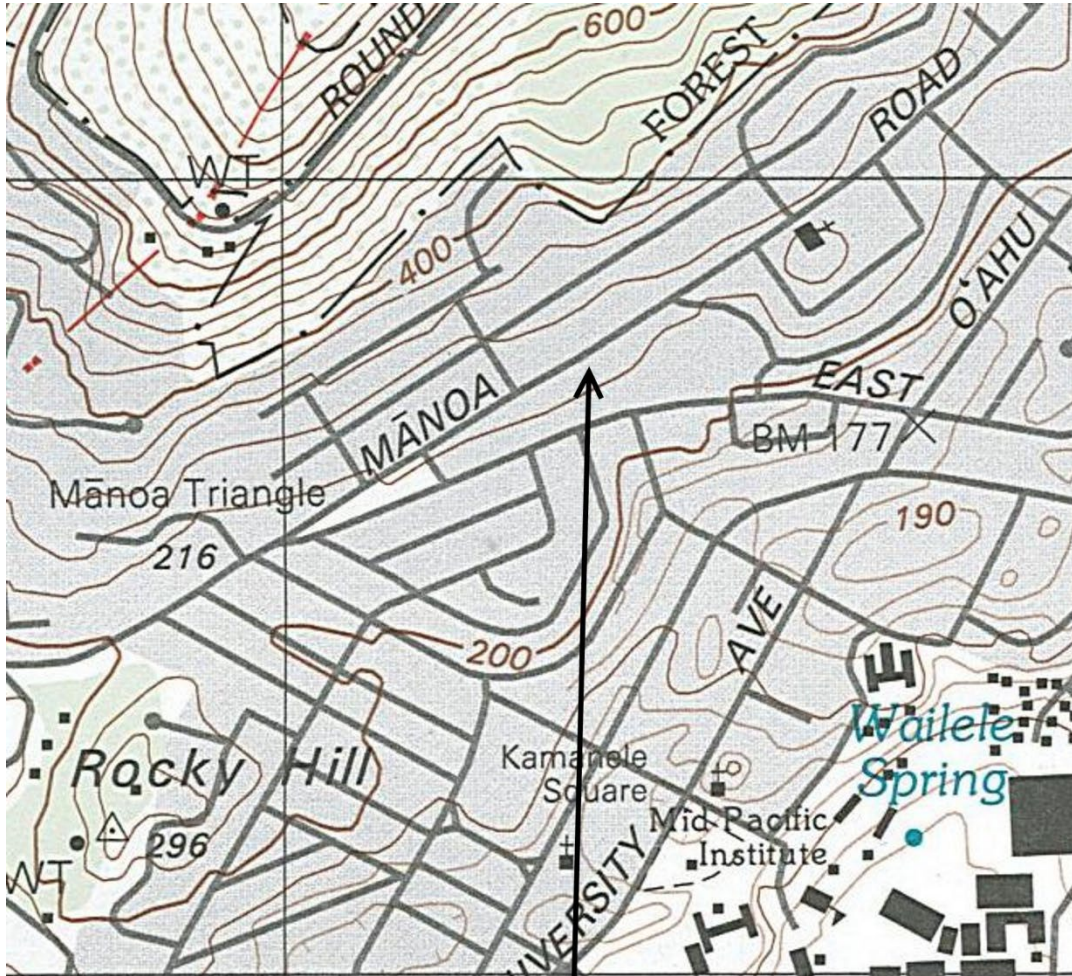 600
ROUND
FOREST
ROAD
WT
400
O'AHU
MĀNOA
EAST
BM 177
Mānoa Triangle
190
216
AVE
200
Wailele
Spring
Kamanele
Square
Rocky Hill
Mid-Pacific
Institute
296
WT
IVERSITY